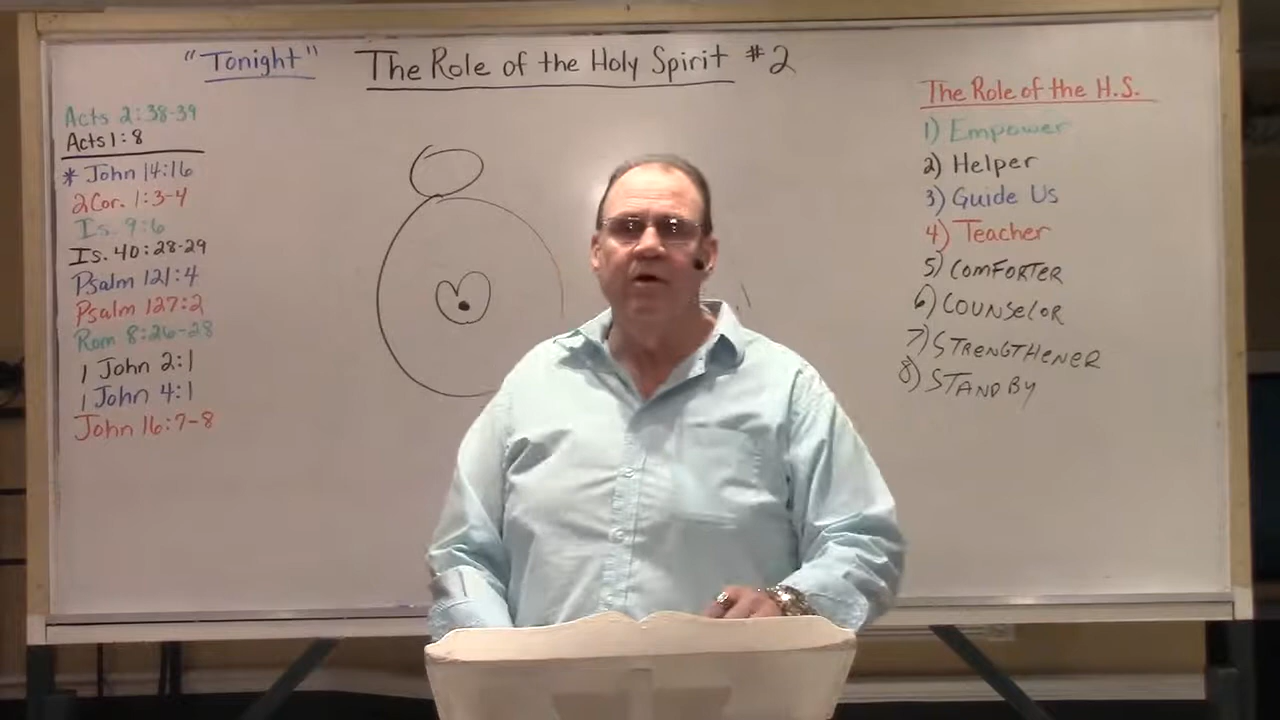 "Tonight" The Role of the Holy Spirit #2
Acts 2:38-39
Acts 1:8
* John 14:16
2 Cor. 1:3-4
Is. 9:6
Is. 40:28-29
Psalm 121:4
Psalm 127:2
Rom 8:26-28
1 John 2:1
1 John 4:1
John 16:7-8
The Role of the H.S.
1) Empower
2) Helper
3) Guide Us
4) Teacher
5) COMFORTER
6) COUNSELOR
7) STRENGTHENER
8) STANDBY